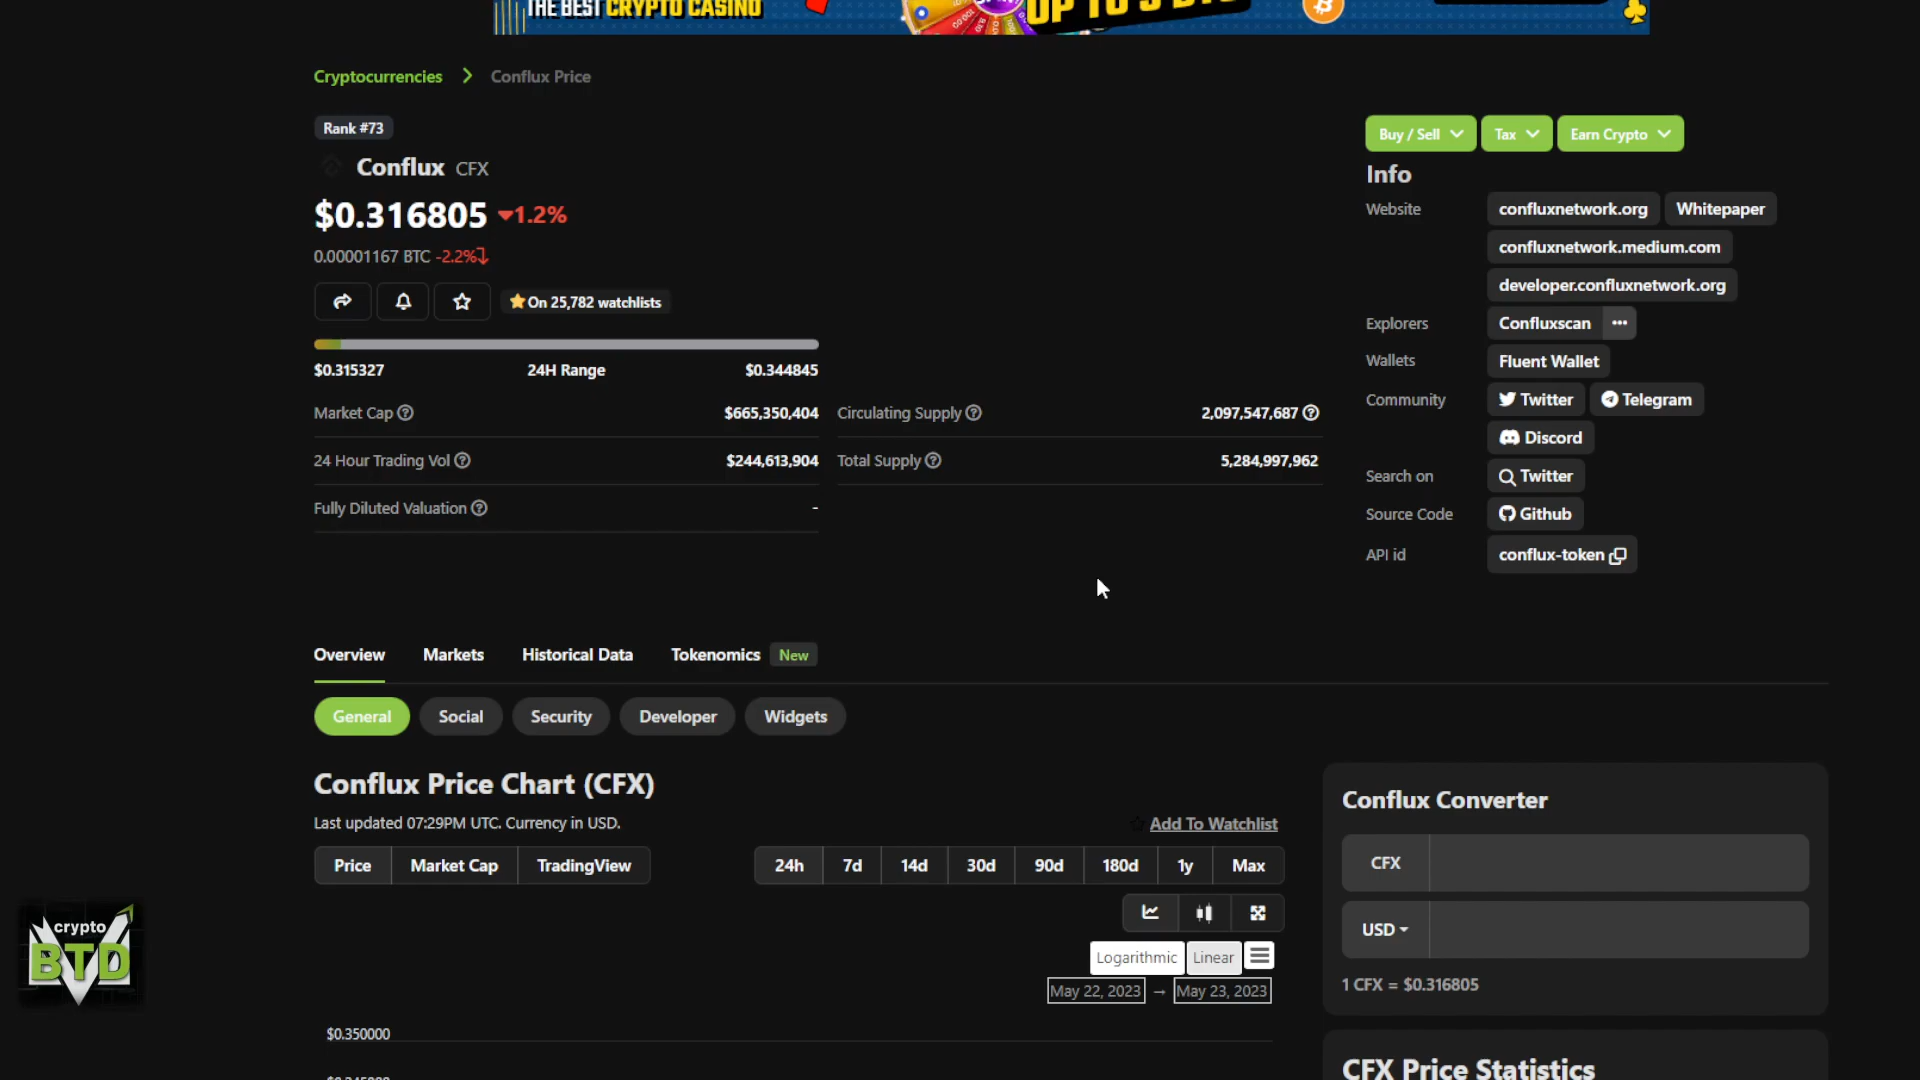 THE BEST CRYPTO CASINO
Cryptocurrencies Conflux Price
Rank #73
Conflux CFX
$0.316805 1.2%
0.00001167 BTC -2.2%
On 25,782 watchlists
$0.315327 24H Range $0.344845
Market Cap $665,350,404
24 Hour Trading Vol $244,613,904
Fully Diluted Valuation -
Circulating Supply 2,097,547,687
Total Supply 5,284,997,962
Buy / Sell Tax Earn Crypto
Info
Website confluxnetwork.org Whitepaper
confluxnetwork.medium.com
developer.confluxnetwork.org
Explorers Confluxscan
Wallets Fluent Wallet
Community Twitter Telegram
Discord
Search on Twitter
Source Code Github
API id conflux-token
Overview Markets Historical Data Tokenomics New
General Social Security Developer Widgets
Conflux Price Chart (CFX)
Last updated 07:29PM UTC. Currency in USD.
Add To Watchlist
Price Market Cap TradingView
24h 7d 14d 30d 90d 180d 1y Max
Logarithmic Linear
May 22, 2023 → May 23, 2023
$0.350000
Conflux Converter
CFX
USD
1 CFX = $0.316805
CFX Price Statistics
crypto
BTD